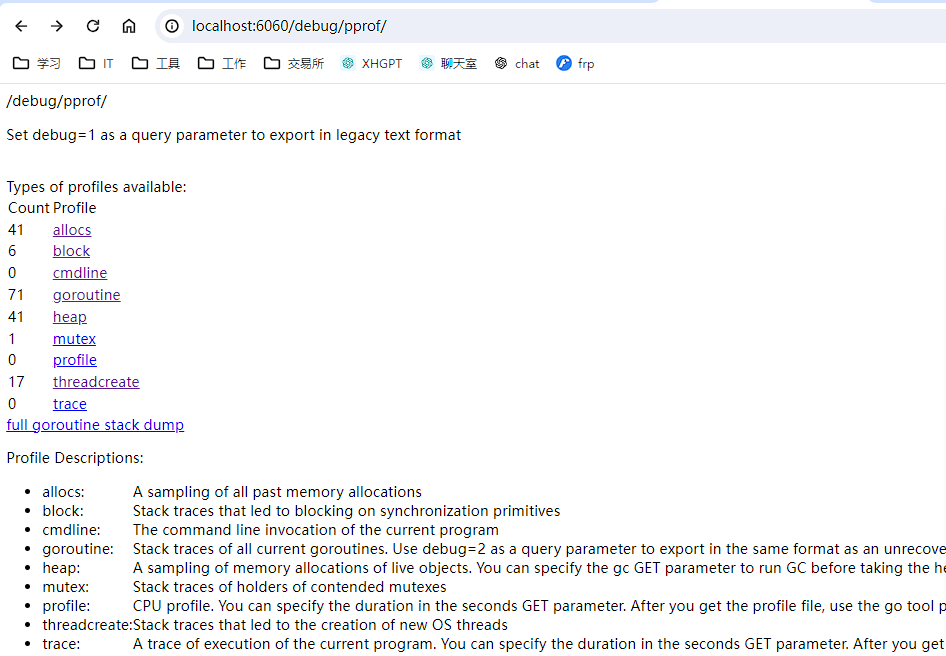 localhost:6060/debug/pprof/
学习 IT 工具 工作 交易所 XHGPT 聊天室 chat frp
/debug/pprof/
Set debug=1 as a query parameter to export in legacy text format
Types of profiles available:
Count Profile
41 allocs
6 block
0 cmdline
71 goroutine
41 heap
1 mutex
0 profile
17 threadcreate
0 trace
full goroutine stack dump
Profile Descriptions:
• allocs: A sampling of all past memory allocations
• block: Stack traces that led to blocking on synchronization primitives
• cmdline: The command line invocation of the current program
• goroutine: Stack traces of all current goroutines. Use debug=2 as a query parameter to export in the same format as an unrecove
• heap: A sampling of memory allocations of live objects. You can specify the gc GET parameter to run GC before taking the he
• mutex: Stack traces of holders of contended mutexes
• profile: CPU profile. You can specify the duration in the seconds GET parameter. After you get the profile file, use the go tool p
• threadcreate: Stack traces that led to the creation of new OS threads
• trace: A trace of execution of the current program. You can specify the duration in the seconds GET parameter. After you get